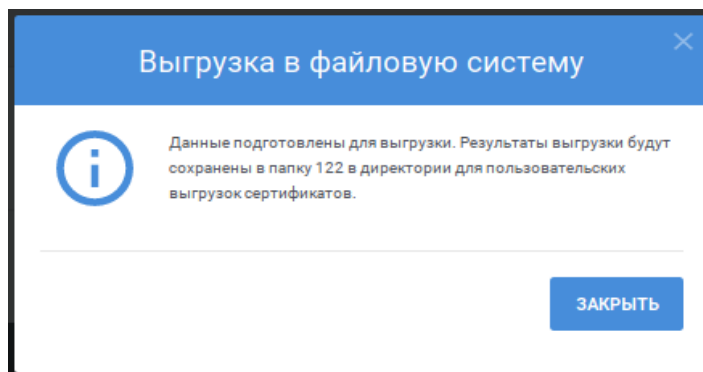 Выгрузка в файловую систему
Данные подготовлены для выгрузки. Результаты выгрузки будут
сохранены в папку 122 в директории для пользовательских
выгрузок сертификатов.
ЗАКРЫТЬ